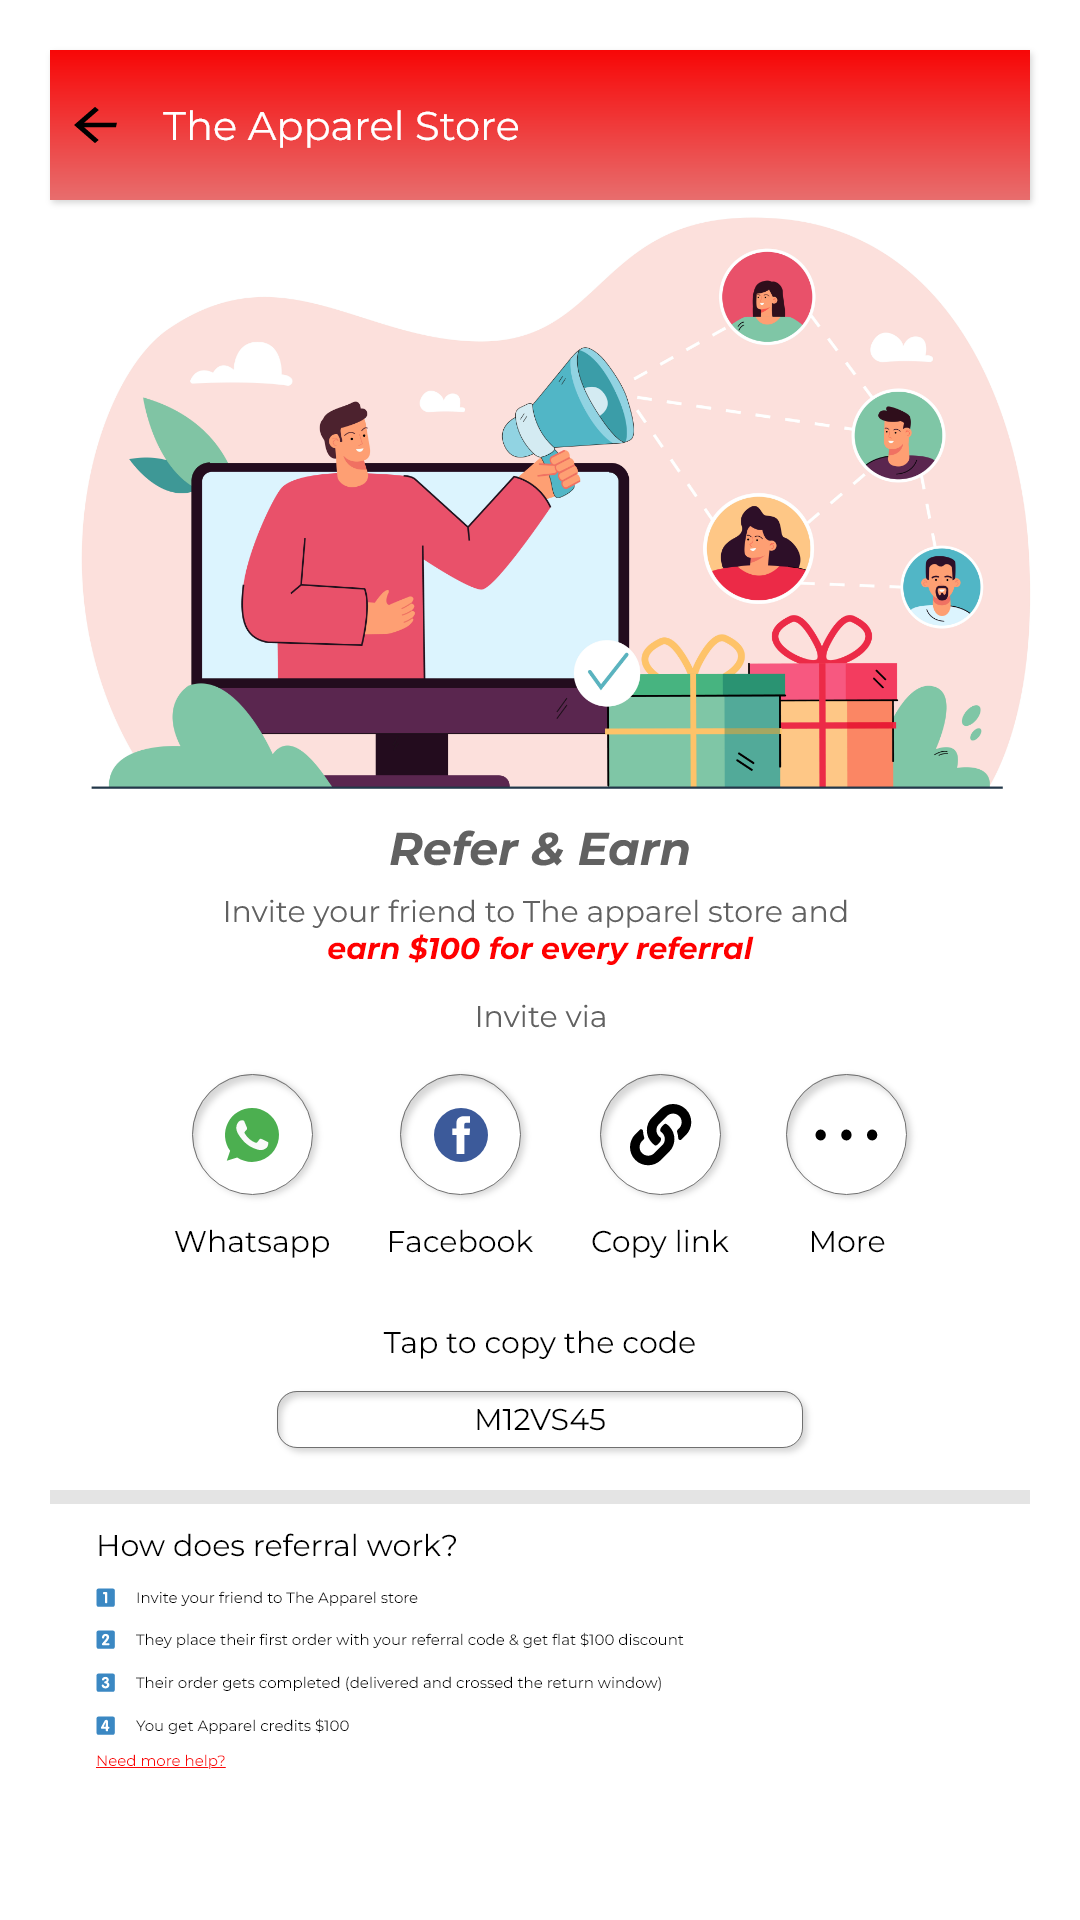 The Apparel Store
Refer & Earn
Invite your friend to The apparel store and
earn $100 for every referral
Invite via
Whatsapp Facebook Copy link More
Tap to copy the code
M12VS45
How does referral work?
1 Invite your friend to The Apparel store
2 They place their first order with your referral code & get flat $100 discount
3 Their order gets completed (delivered and crossed the return window)
4 You get Apparel credits $100
Need more help?